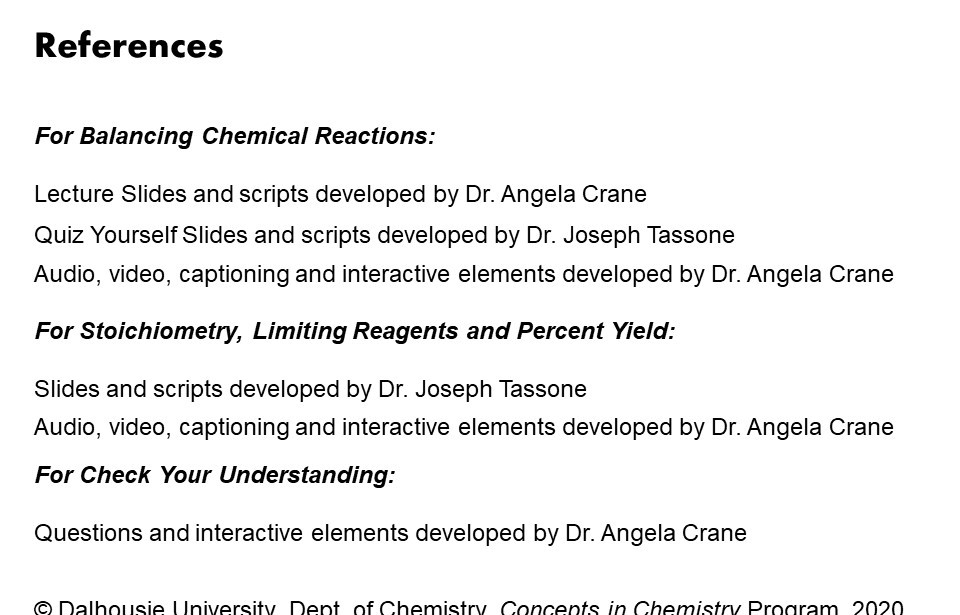 References
For Balancing Chemical Reactions:
Lecture Slides and scripts developed by Dr. Angela Crane
Quiz Yourself Slides and scripts developed by Dr. Joseph Tassone
Audio, video, captioning and interactive elements developed by Dr. Angela Crane
For Stoichiometry, Limiting Reagents and Percent Yield:
Slides and scripts developed by Dr. Joseph Tassone
Audio, video, captioning and interactive elements developed by Dr. Angela Crane
For Check Your Understanding:
Questions and interactive elements developed by Dr. Angela Crane
© Dalhousie University, Dept. of Chemistry, Concepts in Chemistry Program, 2020